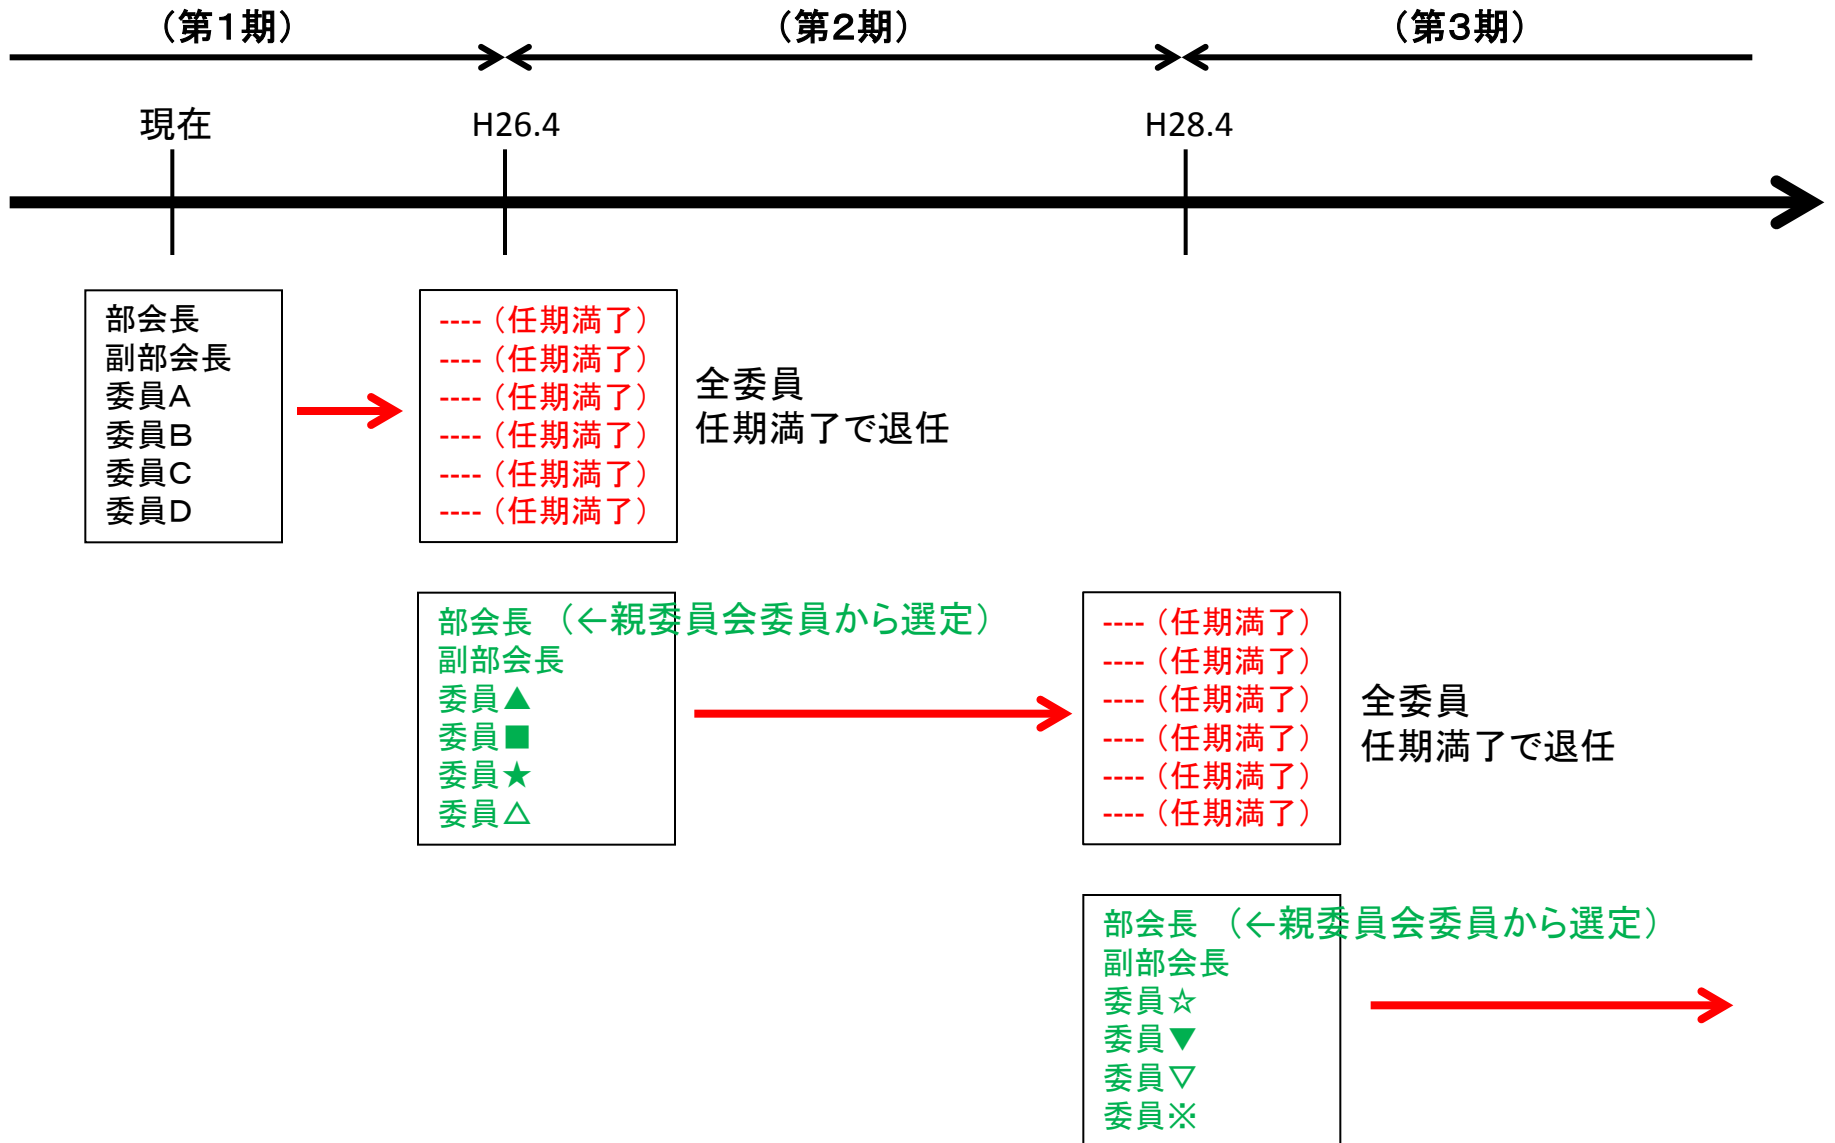 （第１期）
（第２期）
（第３期）
現在
H26.4
H28.4
部会長
副部会長
委員Ａ
委員Ｂ
委員Ｃ
委員Ｄ
----（任期満了）
----（任期満了）
----（任期満了）
----（任期満了）
----（任期満了）
----（任期満了）
全委員
任期満了で退任
部会長 （←親委員会委員から選定）
副部会長
委員▲
委員■
委員★
委員△
----（任期満了）
----（任期満了）
----（任期満了）
----（任期満了）
----（任期満了）
----（任期満了）
全委員
任期満了で退任
部会長 （←親委員会委員から選定）
副部会長
委員☆
委員▼
委員▽
委員※